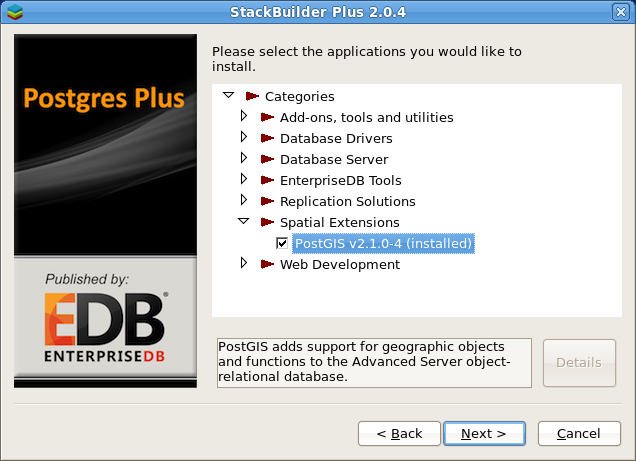 StackBuilder Plus 2.0.4
Postgres Plus
Published by:
EDB®
ENTERPRISEDB
Please select the applications you would like to
install.
Categories
Add-ons, tools and utilities
Database Drivers
Database Server
EnterpriseDB Tools
Replication Solutions
Spatial Extensions
PostGIS v2.1.0-4 (installed)
Web Development
PostGIS adds support for geographic objects
and functions to the Advanced Server object-
relational database.
Details
< Back
Next >
Cancel